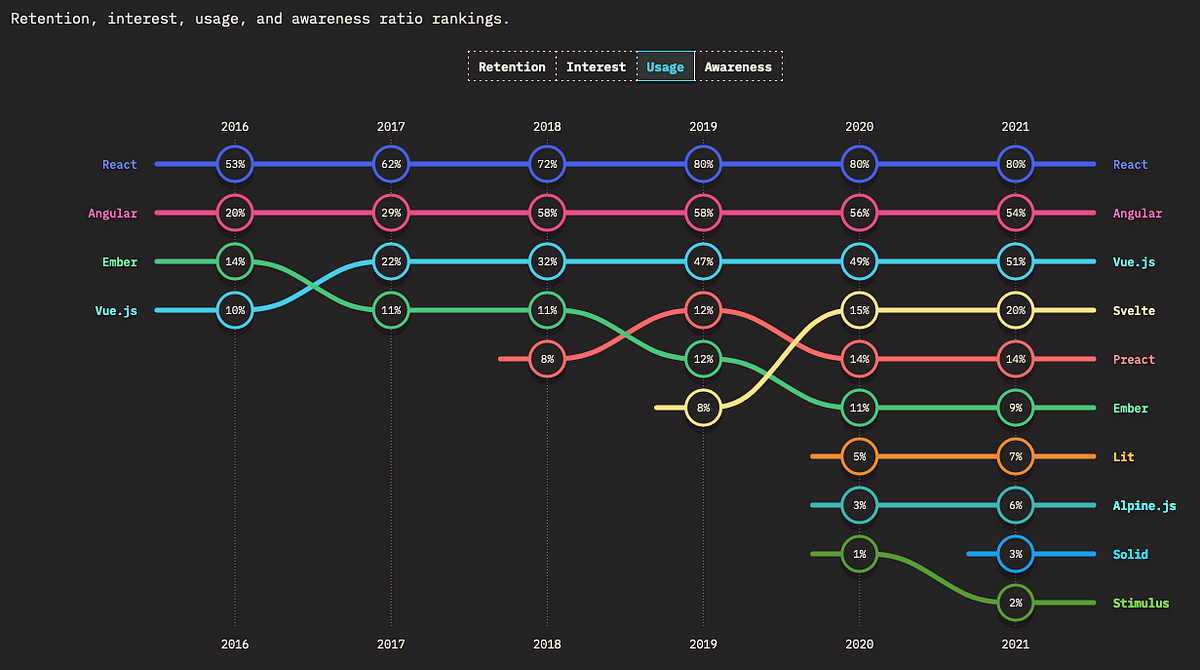 Retention, interest, usage, and awareness ratio rankings.
Retention Interest Usage Awareness
2016 2017 2018 2019 2020 2021
React 53% 62% 72% 80% 80% 80% React
Angular 20% 29% 58% 58% 56% 54% Angular
Ember 14% 22% 32% 47% 49% 51% Vue.js
Vue.js 10% 11% 11% 12% 15% 20% Svelte
8% 12% 14% 14% Preact
8% 11% 9% Ember
5% 7% Lit
3% 6% Alpine.js
1% 3% Solid
2% Stimulus
2016 2017 2018 2019 2020 2021